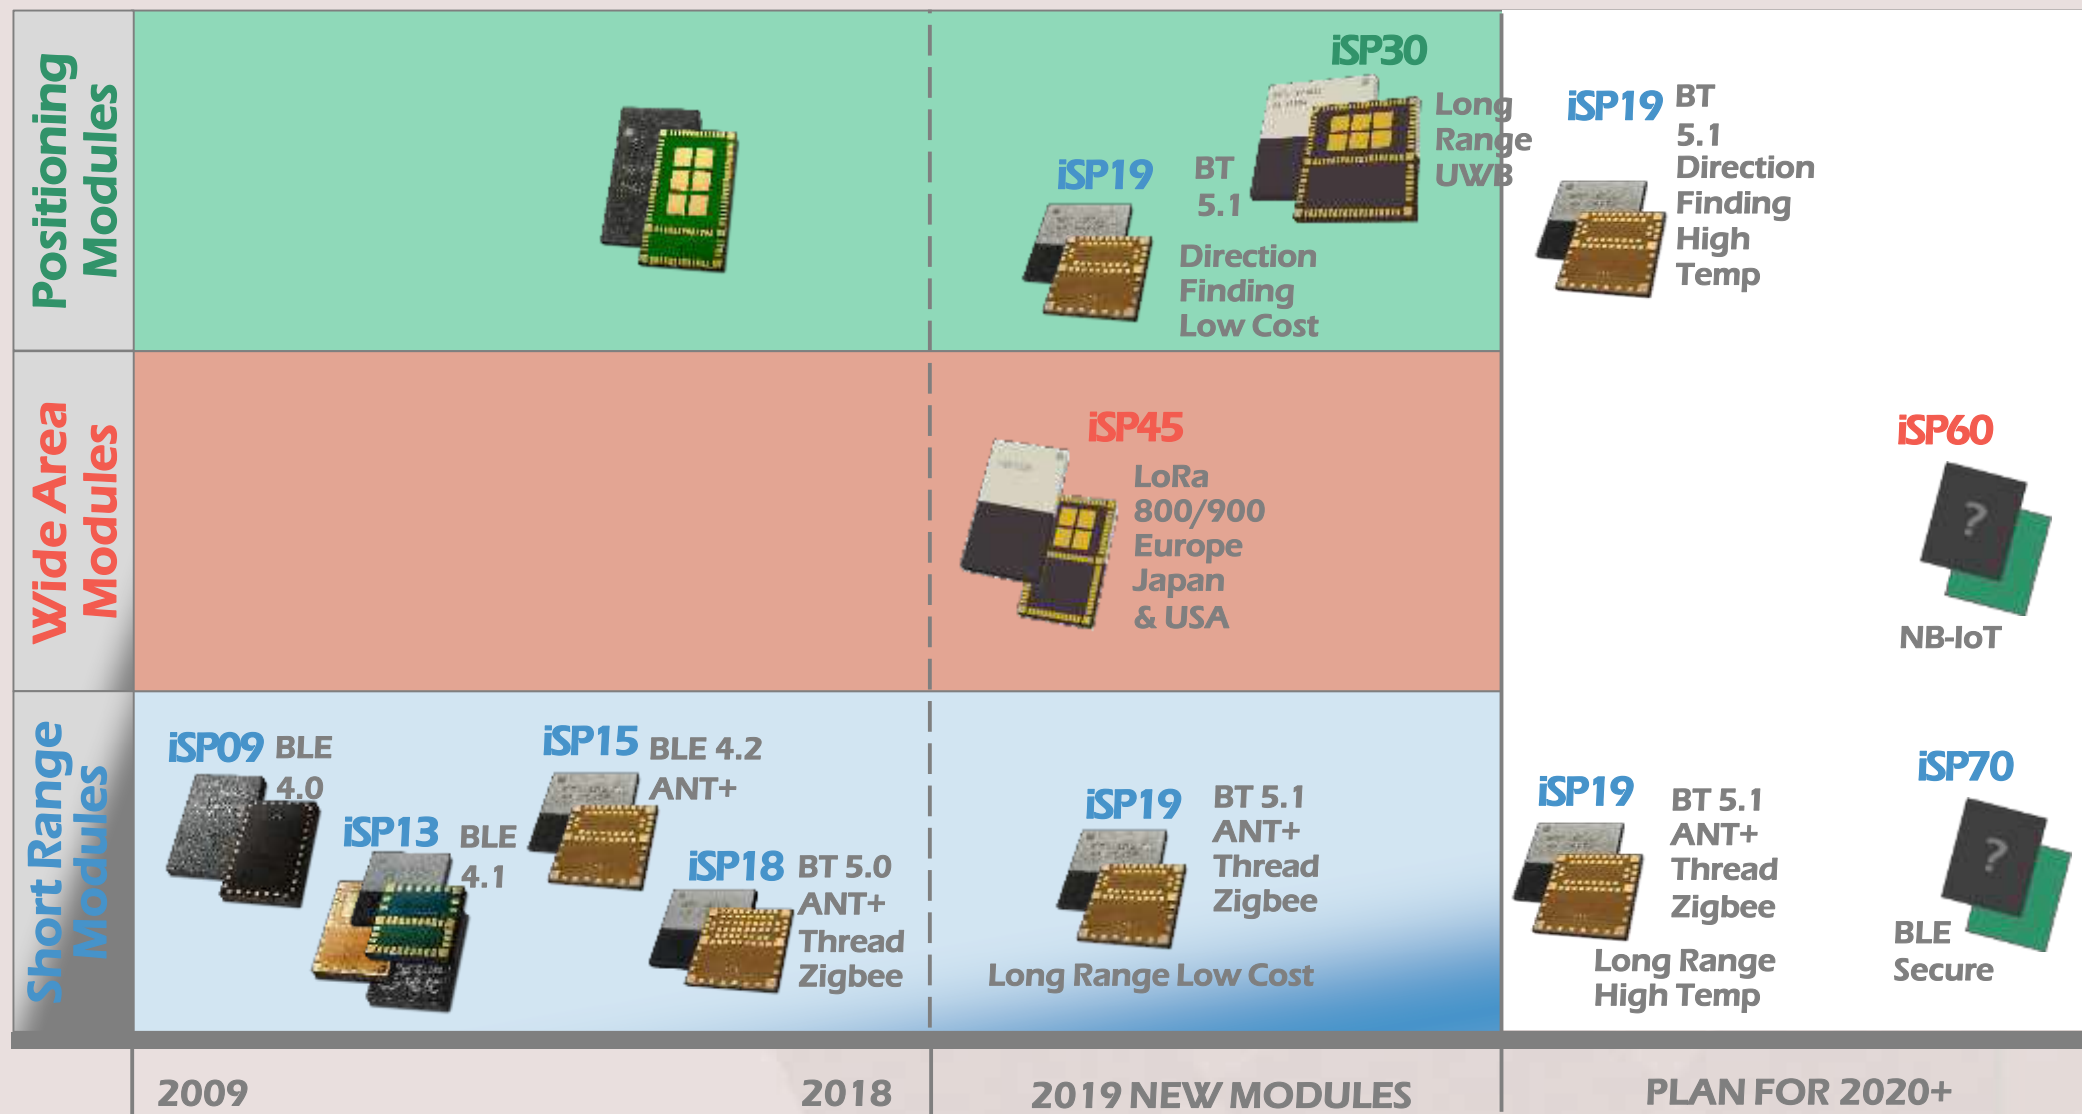 Positioning
Modules
iSP19
BT
5.1
Direction
Finding
Low Cost
iSP30
Long
Range
UWB
iSP19
BT
5.1
Direction
Finding
High
Temp
Wide Area
Modules
iSP45
LoRa
800/900
Europe
Japan
& USA
iSP60
?
NB-IoT
Short Range
Modules
iSP09
BLE
4.0
iSP13
BLE
4.1
iSP15
BLE 4.2
ANT+
iSP18
BT 5.0
ANT+
Thread
Zigbee
iSP19
BT 5.1
ANT+
Thread
Zigbee
Long Range Low Cost
iSP19
BT 5.1
ANT+
Thread
Zigbee
Long Range
High Temp
iSP70
?
BLE
Secure
2009
2018
2019 NEW MODULES
PLAN FOR 2020+